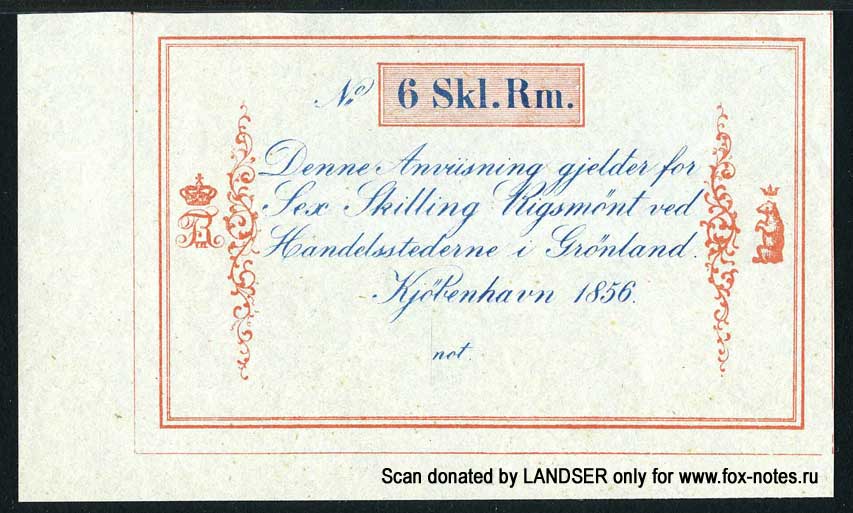 No 6 Skl. Rm.
Denne Anviisning gjelder for
Sex Skilling Rigsmönt ved
Handelsstederne i Grönland.
Kjöbenhavn 1856.
not.
Scan donated by LANDSER only for www.fox-notes.ru